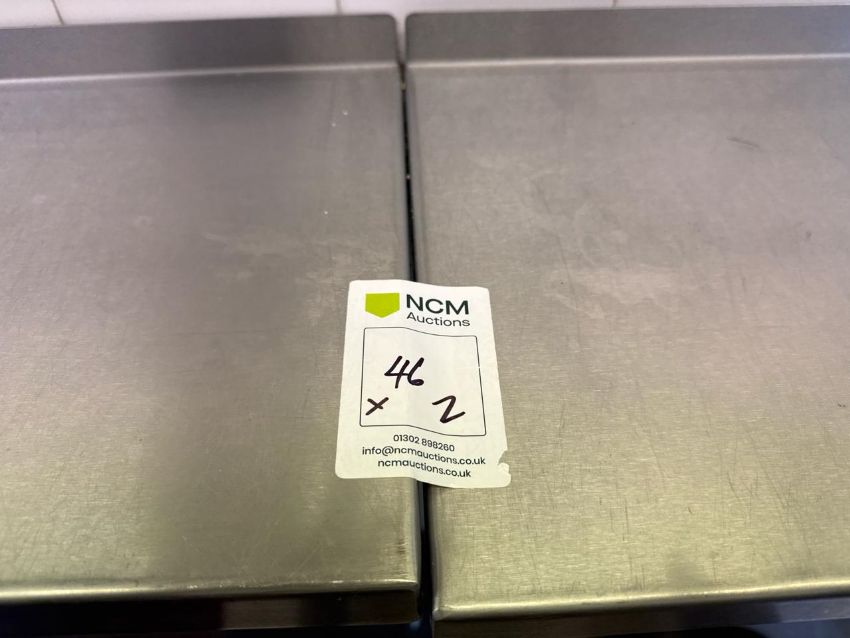 NCM
Auctions
46
x 2
01302 898260
info@ncmauctions.co.uk
ncmauctions.co.uk